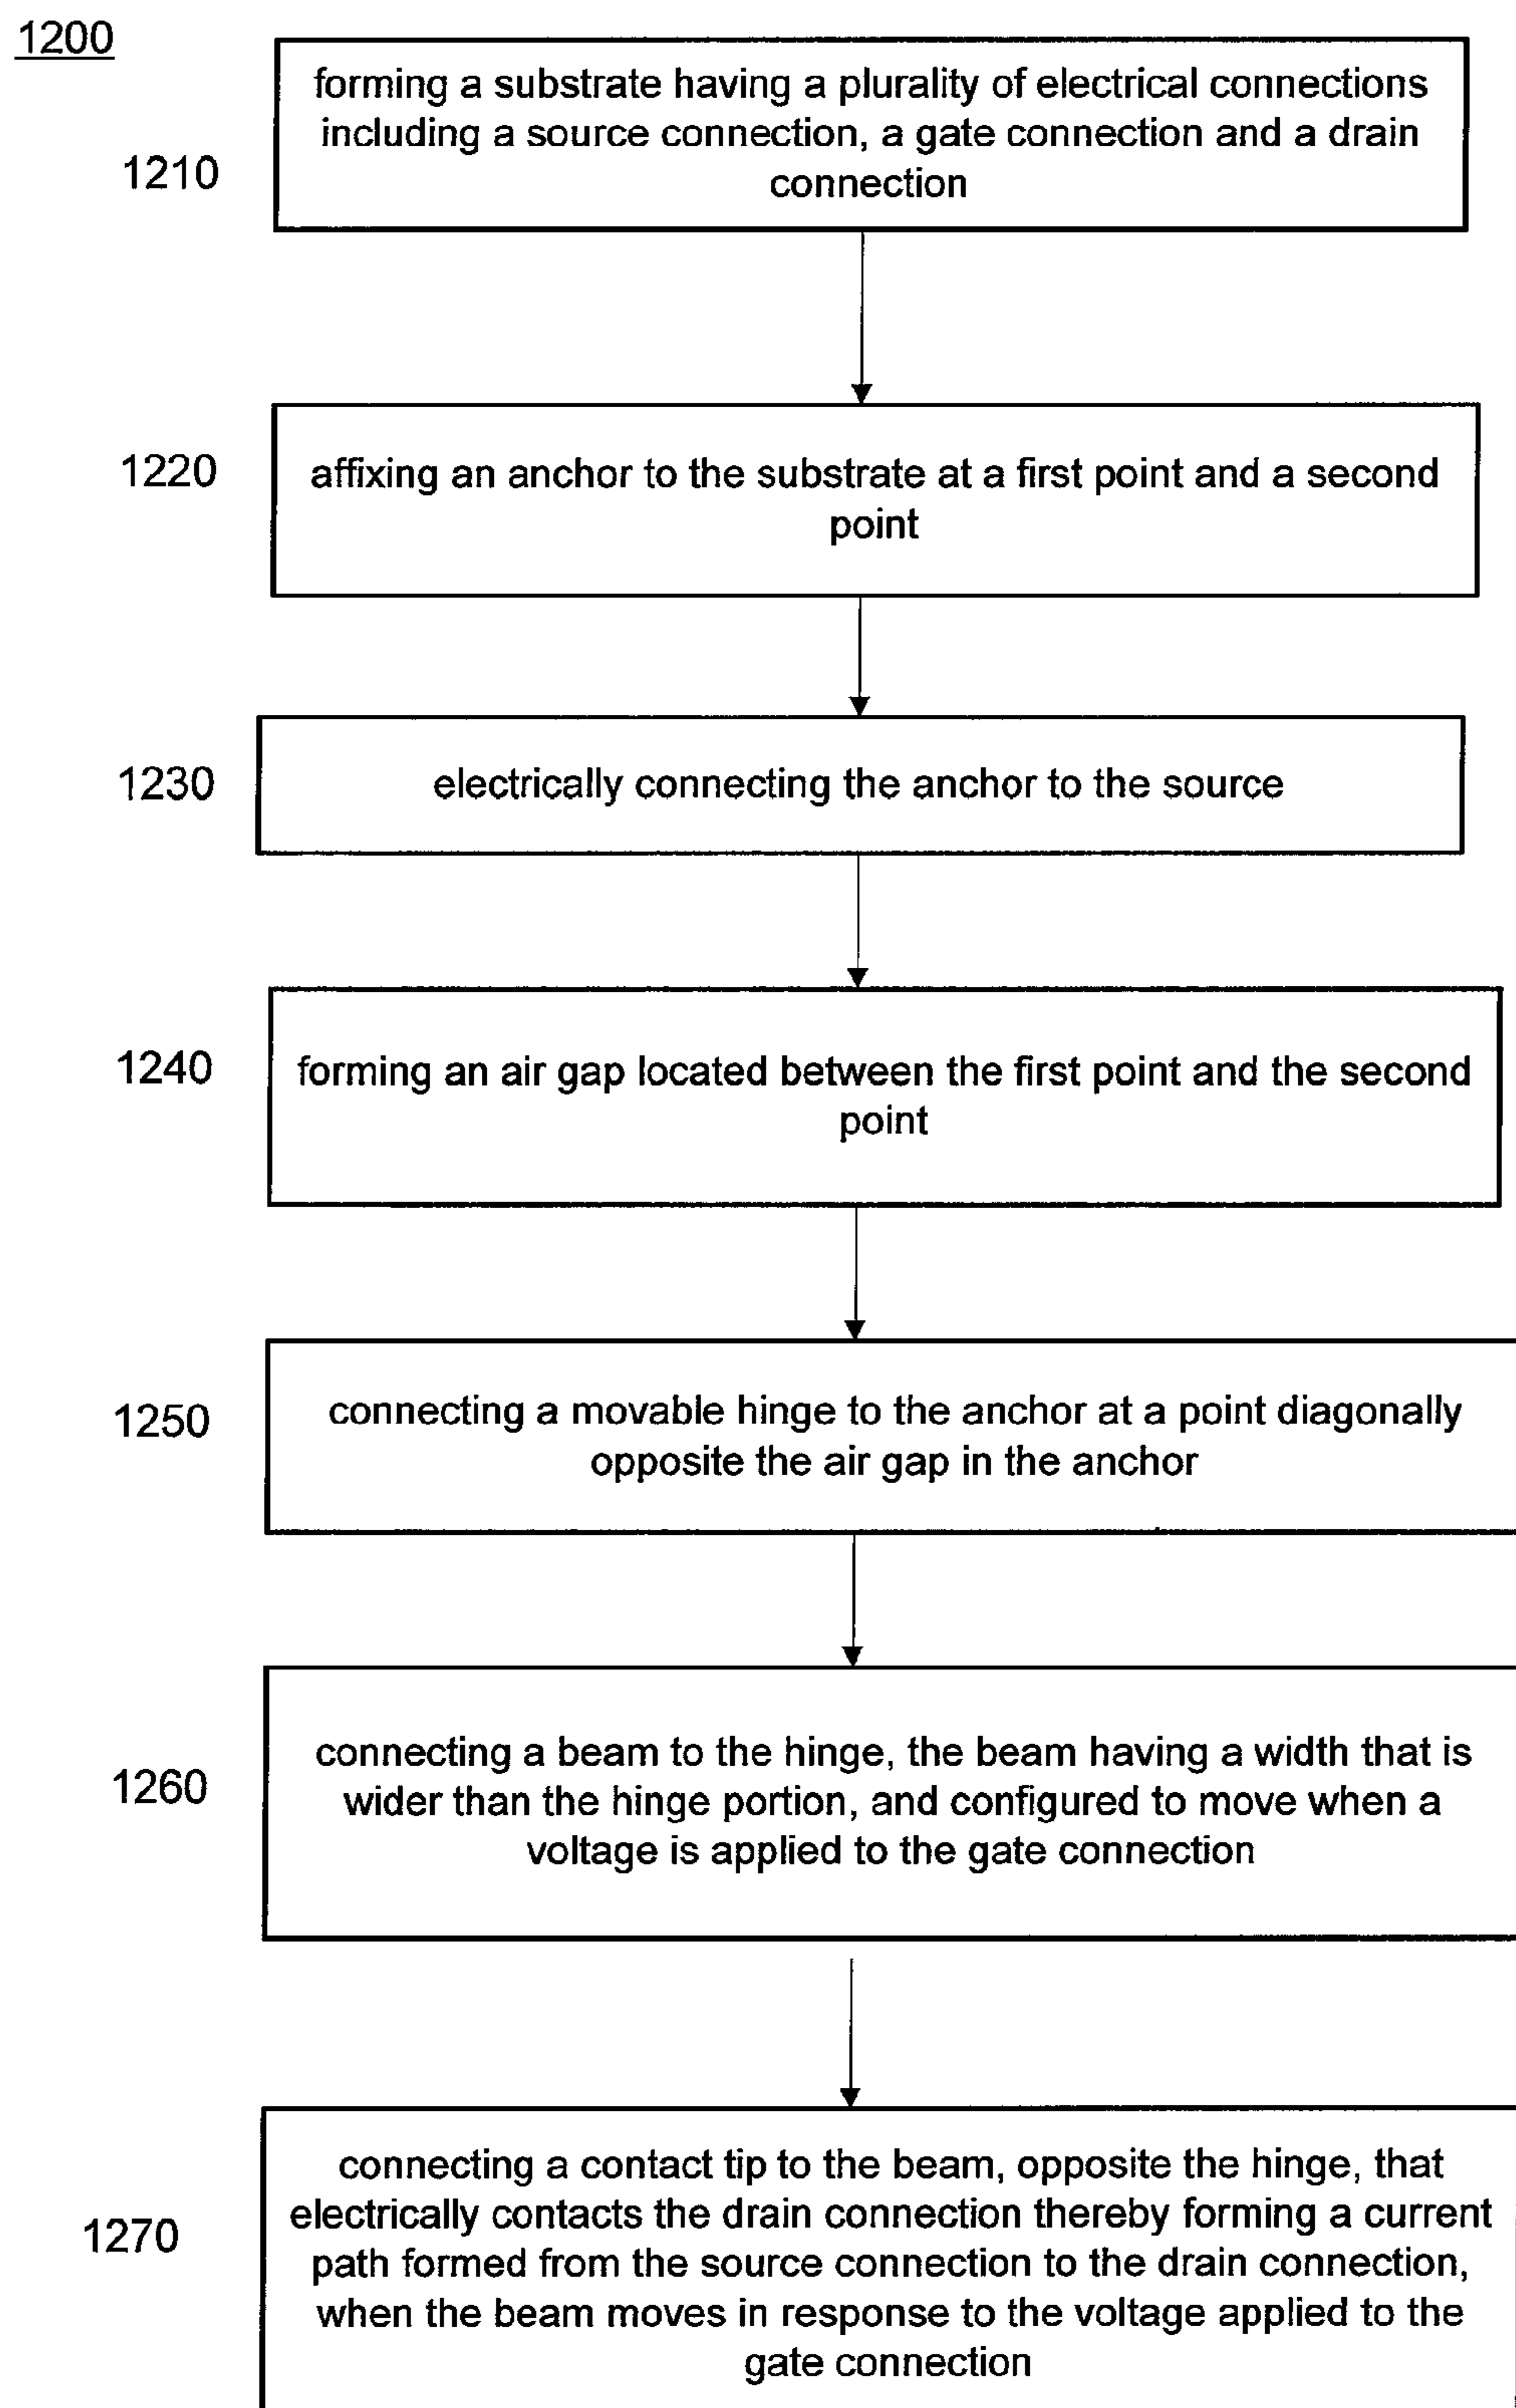 1200
forming a substrate having a plurality of electrical connections
including a source connection, a gate connection and a drain
connection
1210
affixing an anchor to the substrate at a first point and a second
point
1220
electrically connecting the anchor to the source
1230
forming an air gap located between the first point and the second
point
1240
connecting a movable hinge to the anchor at a point diagonally
opposite the air gap in the anchor
1250
connecting a beam to the hinge, the beam having a width that is
wider than the hinge portion, and configured to move when a
voltage is applied to the gate connection
1260
connecting a contact tip to the beam, opposite the hinge, that
electrically contacts the drain connection thereby forming a current
path formed from the source connection to the drain connection,
when the beam moves in response to the voltage applied to the
gate connection
1270